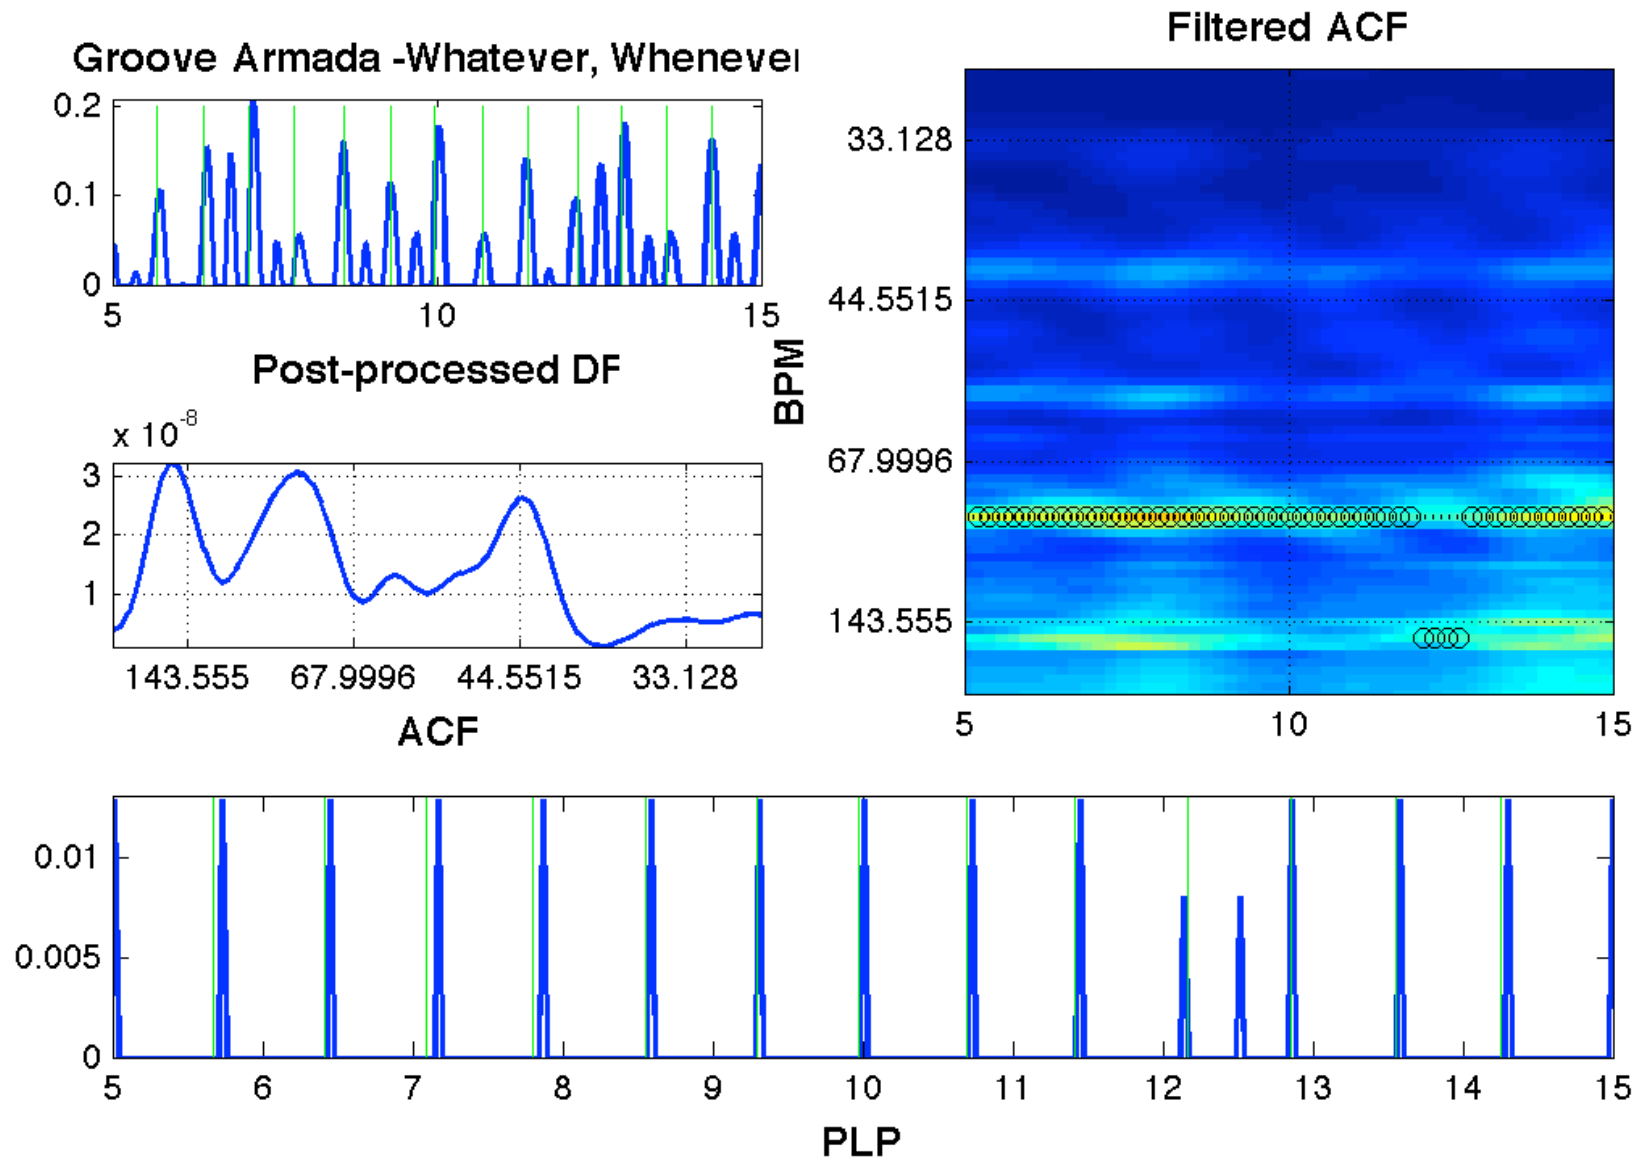 Groove Armada -Whatever, Whenever
0.2
0.1
0
5 10 15
Post-processed DF
x 10-8
3
2
1
143.555 67.9996 44.5515 33.128
ACF
Filtered ACF
BPM
33.128
44.5515
67.9996
143.555
5 10 15
0.01
0.005
0
5 6 7 8 9 10 11 12 13 14 15
PLP